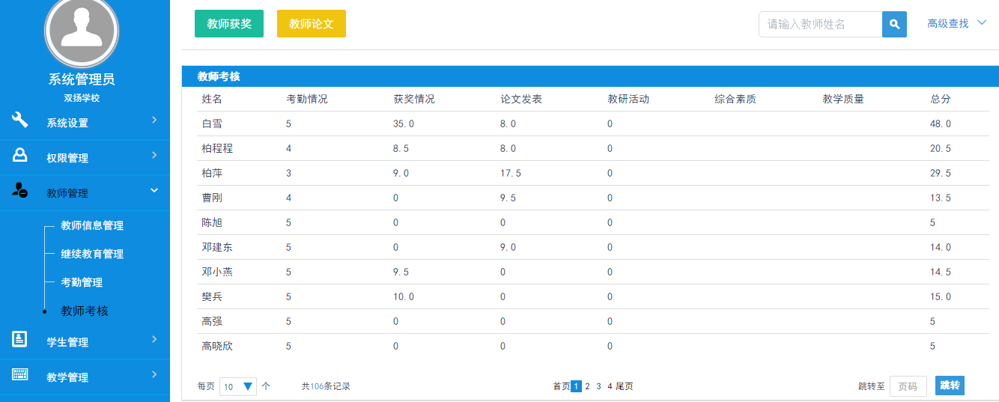 系统管理员
双扬学校
系统设置
权限管理
教师管理
教师信息管理
继续教育管理
考勤管理
教师考核
学生管理
教学管理
教师获奖 教师论文 请输入教师姓名 高级查找
教师考核
姓名 考勤情况 获奖情况 论文发表 教研活动 综合素质 教学质量 总分
白雪 5 35.0 8.0 0 48.0
柏程程 4 8.5 8.0 0 20.5
柏萍 3 9.0 17.5 0 29.5
曹刚 4 0 9.5 0 13.5
陈旭 5 0 0 0 5
邓建东 5 0 9.0 0 14.0
邓小燕 5 9.5 0 0 14.5
樊兵 5 10.0 0 0 15.0
高强 5 0 0 0 5
高晓欣 5 0 0 0 5
每页 10 个 共106条记录 首页 1 2 3 4 尾页 跳转至 页码 跳转